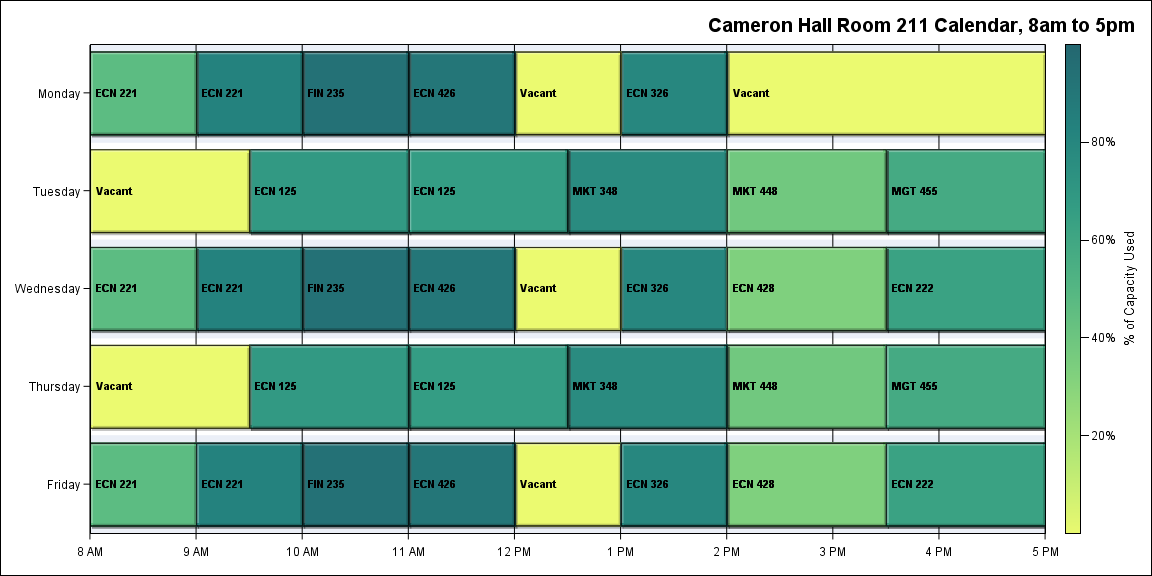 Cameron Hall Room 211 Calendar, 8am to 5pm
Monday
ECN 221
ECN 221
FIN 235
ECN 426
Vacant
ECN 326
Vacant
Tuesday
Vacant
ECN 125
ECN 125
MKT 348
MKT 448
MGT 455
Wednesday
ECN 221
ECN 221
FIN 235
ECN 426
Vacant
ECN 326
ECN 428
ECN 222
Thursday
Vacant
ECN 125
ECN 125
MKT 348
MKT 448
MGT 455
Friday
ECN 221
ECN 221
FIN 235
ECN 426
Vacant
ECN 326
ECN 428
ECN 222
8 AM
9 AM
10 AM
11 AM
12 PM
1 PM
2 PM
3 PM
4 PM
5 PM
80%
60%
40%
20%
% of Capacity Used